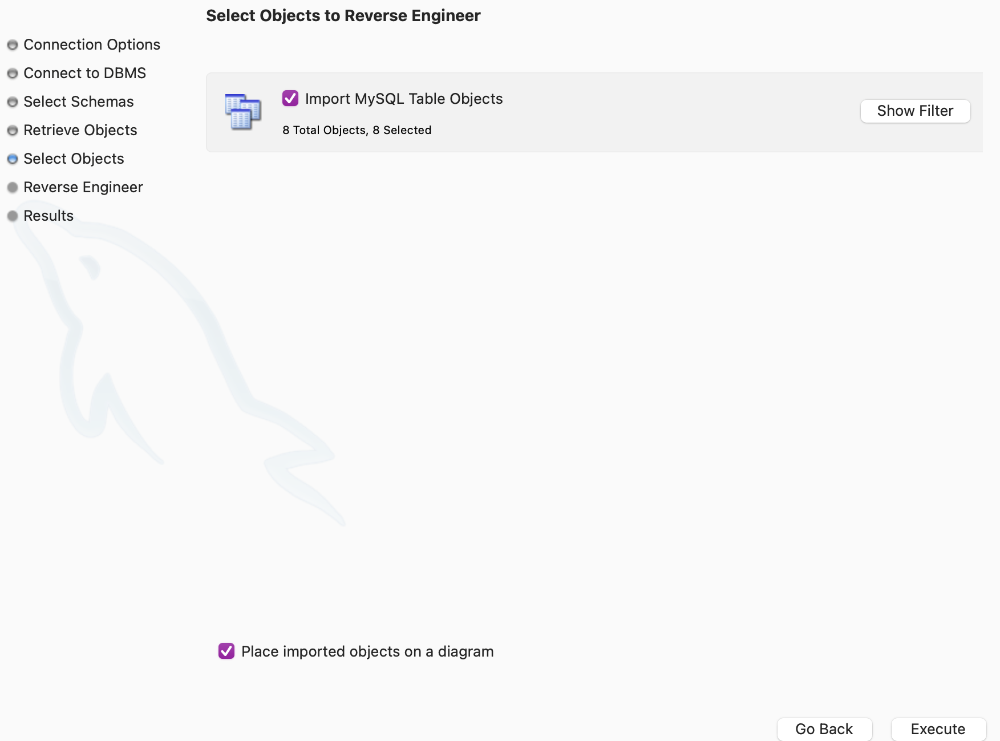 Select Objects to Reverse Engineer
Connection Options
Connect to DBMS
Select Schemas
Retrieve Objects
Select Objects
Reverse Engineer
Results
Import MySQL Table Objects
8 Total Objects, 8 Selected
Show Filter
Place imported objects on a diagram
Go Back
Execute